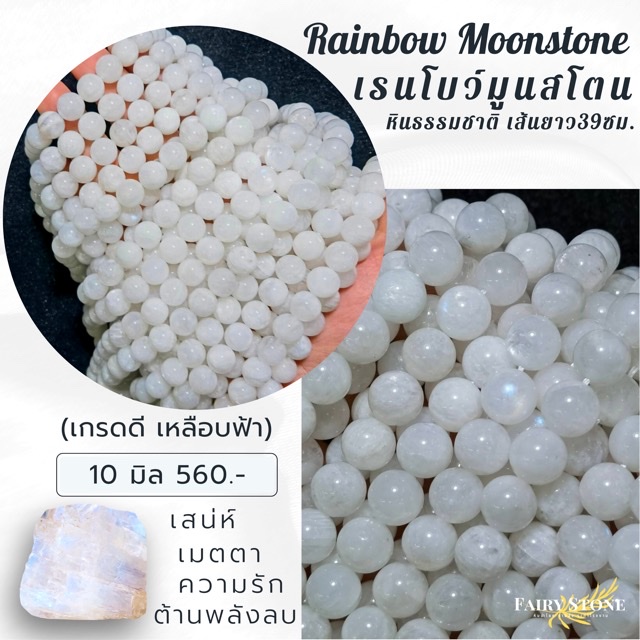 Rainbow Moonstone
เรนโบว์มูนสโตน
หินธรรมชาติ เส้นยาว39ซม.
(เกรดดี เหลือบฟ้า)
10 มิล 560.-
เสน่ห์
เมตตา
ความรัก
ต้านพลังลบ
FAIRY STONE